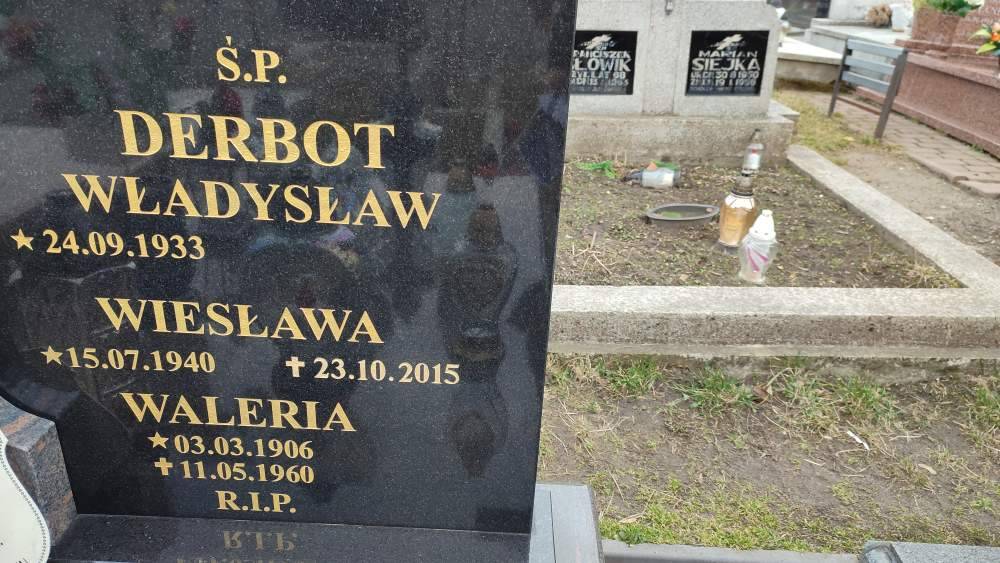 Ś.P.
DERBOT
WŁADYSŁAW
★ 24.09.1933
WIESŁAWA
★ 15.07.1940 ✝ 23.10.2015
WALERIA
★ 03.03.1906
✝ 11.05.1960
R.I.P.
MARIAN
SIEJKA